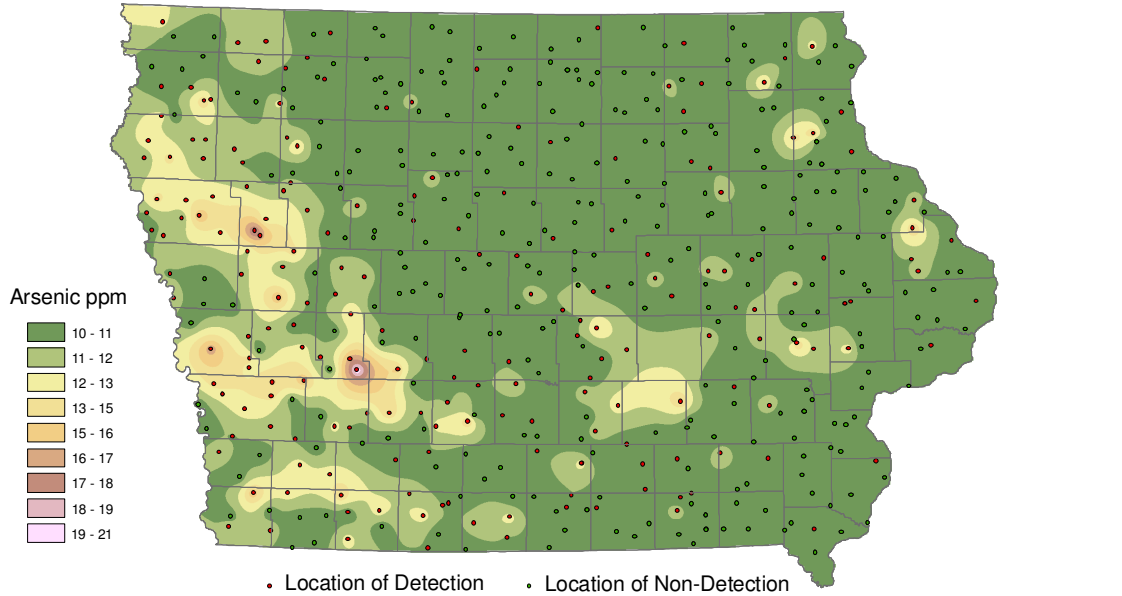 Arsenic ppm
10 - 11
11 - 12
12 - 13
13 - 15
15 - 16
16 - 17
17 - 18
18 - 19
19 - 21
Location of Detection
Location of Non-Detection